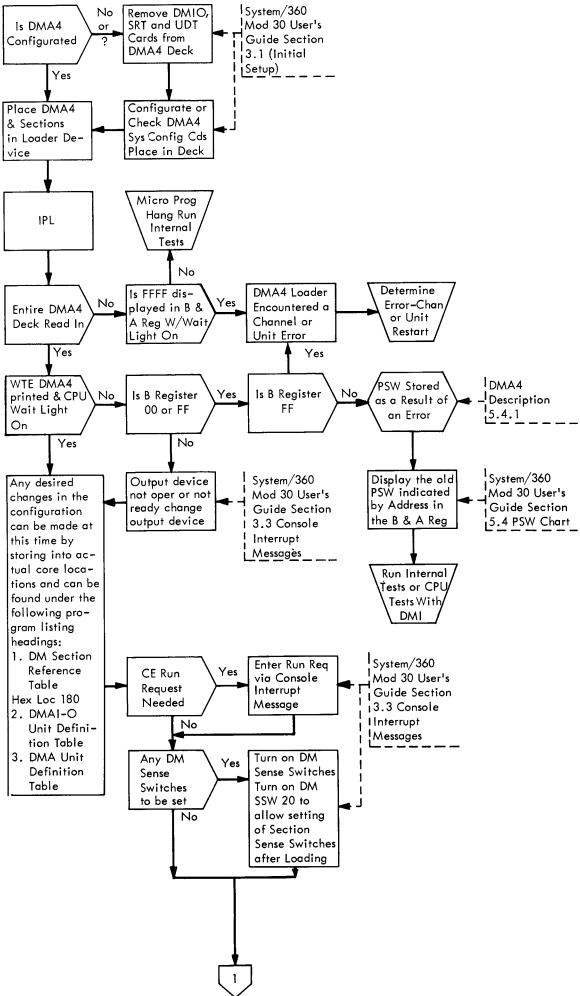 Is DMA4
Configurated
No
or
?
Remove DMIO,
SRT and UDT
Cards from
DMA4 Deck
System/360
Mod 30 User's
Guide Section
3.1 (Initial
Setup)
Yes
Place DMA4
& Sections
in Loader De-
vice
Configurate or
Check DMA4
Sys Config Cds
Place in Deck
IPL
Micro Prog
Hang Run
Internal
Tests
No
Entire DMA4
Deck Read In
No
Is FFFF dis-
played in B &
A Reg W/Wait
Light On
Yes
DMA4 Loader
Encountered a
Channel or
Unit Error
Determine
Error-Chan
or Unit
Restart
Yes
Yes
WTE DMA4
printed & CPU
Wait Light
On
No
Is B Register
00 or FF
Yes
Is B Register
FF
No
PSW Stored
as a Result of
an Error
DMA4
Description
5.4.1
Yes
No
Any desired
changes in the
configuration
can be made at
this time by
storing into ac-
tual core loca-
tions and can be
found under the
following pro-
gram listing
headings:
1. DM Section
Reference
Table
Hex Loc 180
2. DMAI-O
Unit Defini-
tion Table
3. DMA Unit
Definition
Table
Output device
not oper or not
ready change
output device
System/360
Mod 30 User's
Guide Section
3.3 Console
Interrupt
Messages
Display the old
PSW indicated
by Address in
the B & A Reg
System/360
Mod 30 User's
Guide Section
5.4 PSW Chart
Run Internal
Tests or CPU
Tests With
DMI
CE Run
Request
Needed
Yes
Enter Run Req
via Console
Interrupt
Message
System/360
Mod 30 User's
Guide Section
3.3 Console
Interrupt
Messages
No
Any DM
Sense
Switches
to be set
Yes
Turn on DM
Sense Switches
Turn on DM
SSW 20 to
allow setting
of Section
Sense Switches
after Loading
No
1